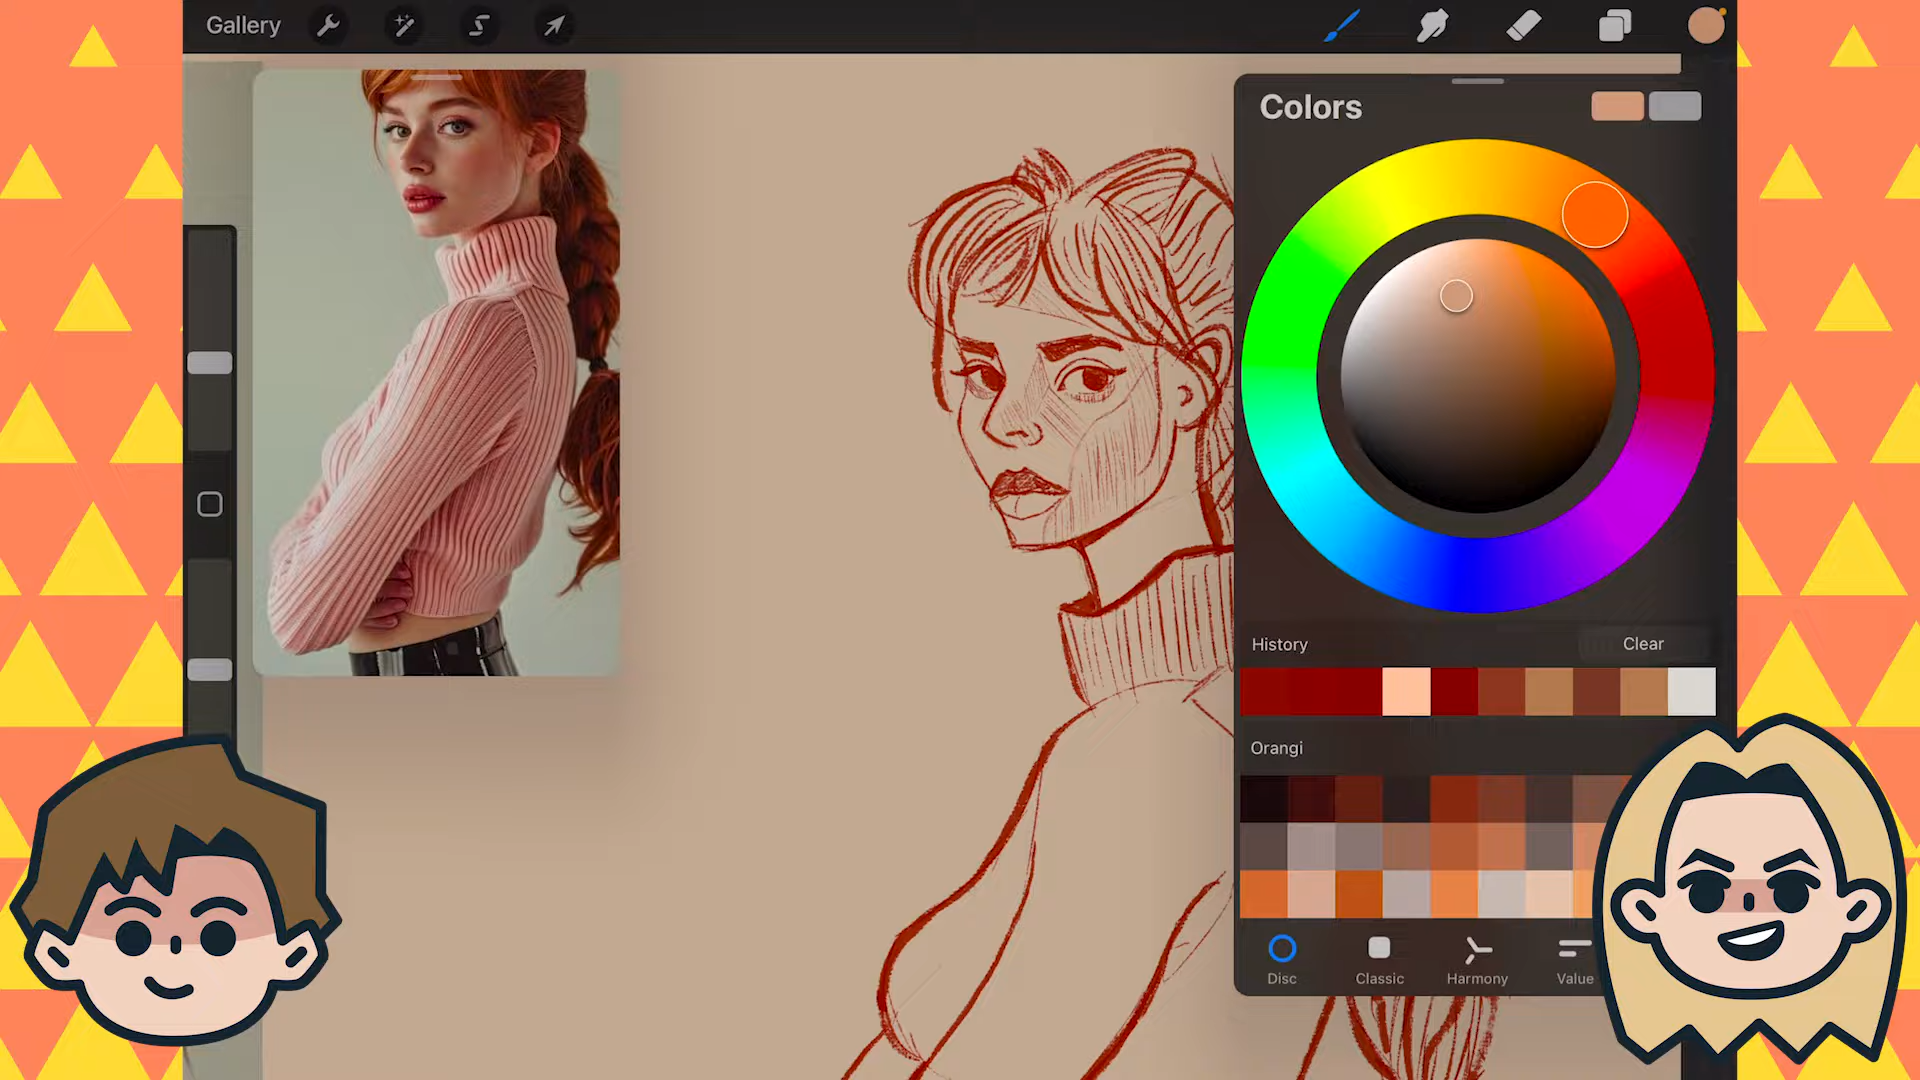 Gallery
Colors
History
Clear
Orangi
Disc
Classic
Harmony
Value